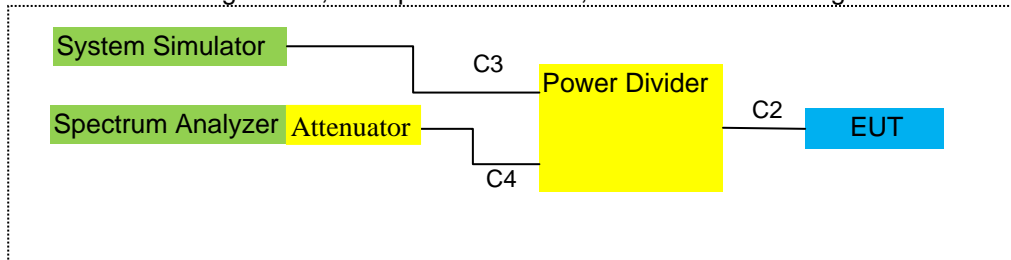 System Simulator
C3
Power Divider
Spectrum Analyzer
Attenuator
C2
EUT
C4